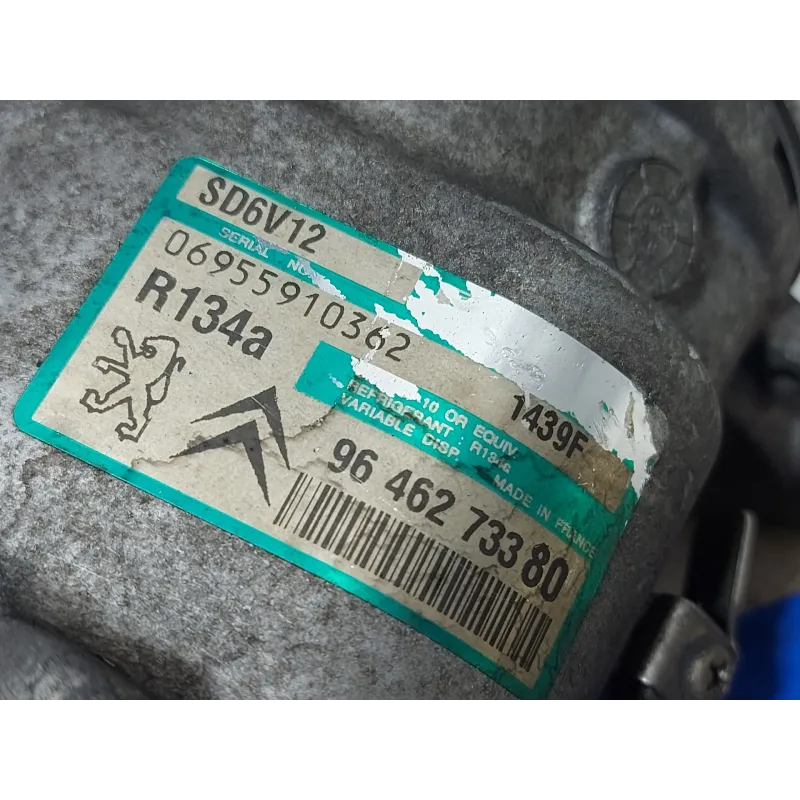 SD6V12
SERIAL NO.
06955910362
R134a
1439F
10 OR EQUIV.
REFRIGERANT : R134a
VARIABLE DISP
MADE IN FRANCE
96 462 733 80